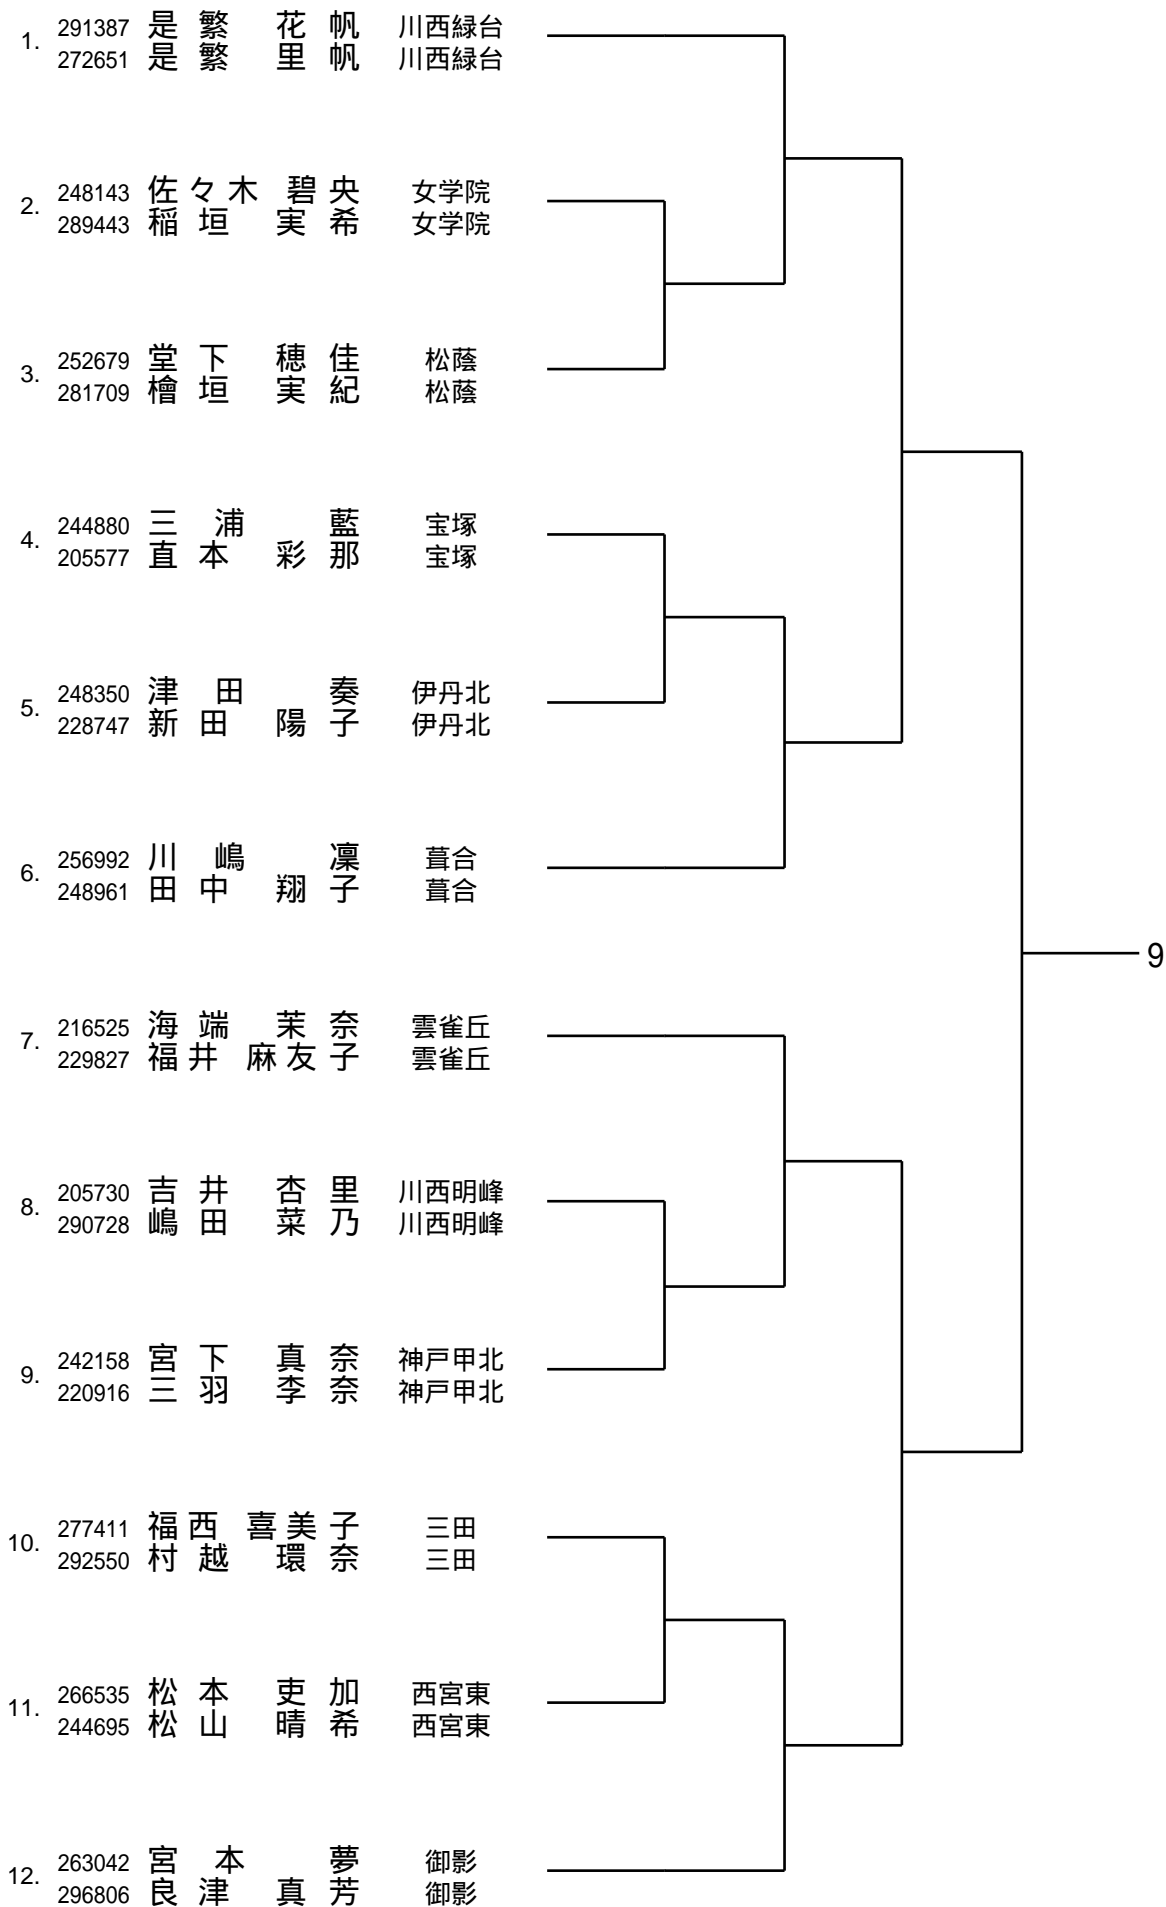 1. 291387 是繁 花帆 川西緑台
272651 是繁 里帆 川西緑台
2. 248143 佐々木 碧央 女学院
289443 稲垣 実希 女学院
3. 252679 堂下 穂佳 松蔭
281709 檜垣 実紀 松蔭
4. 244880 三浦 藍 宝塚
205577 直本 彩那 宝塚
5. 248350 津田 奏 伊丹北
228747 新田 陽子 伊丹北
6. 256992 川嶋 凜 葺合
248961 田中 翔子 葺合
9
7. 216525 海端 茉奈 雲雀丘
229827 福井 麻友子 雲雀丘
8. 205730 吉井 杏里 川西明峰
290728 嶋田 菜乃 川西明峰
9. 242158 宮下 真奈 神戸甲北
220916 三羽 李奈 神戸甲北
10. 277411 福西 喜美子 三田
292550 村越 環奈 三田
11. 266535 松本 吏加 西宮東
244695 松山 晴希 西宮東
12. 263042 宮本 夢 御影
296806 良津 真芳 御影